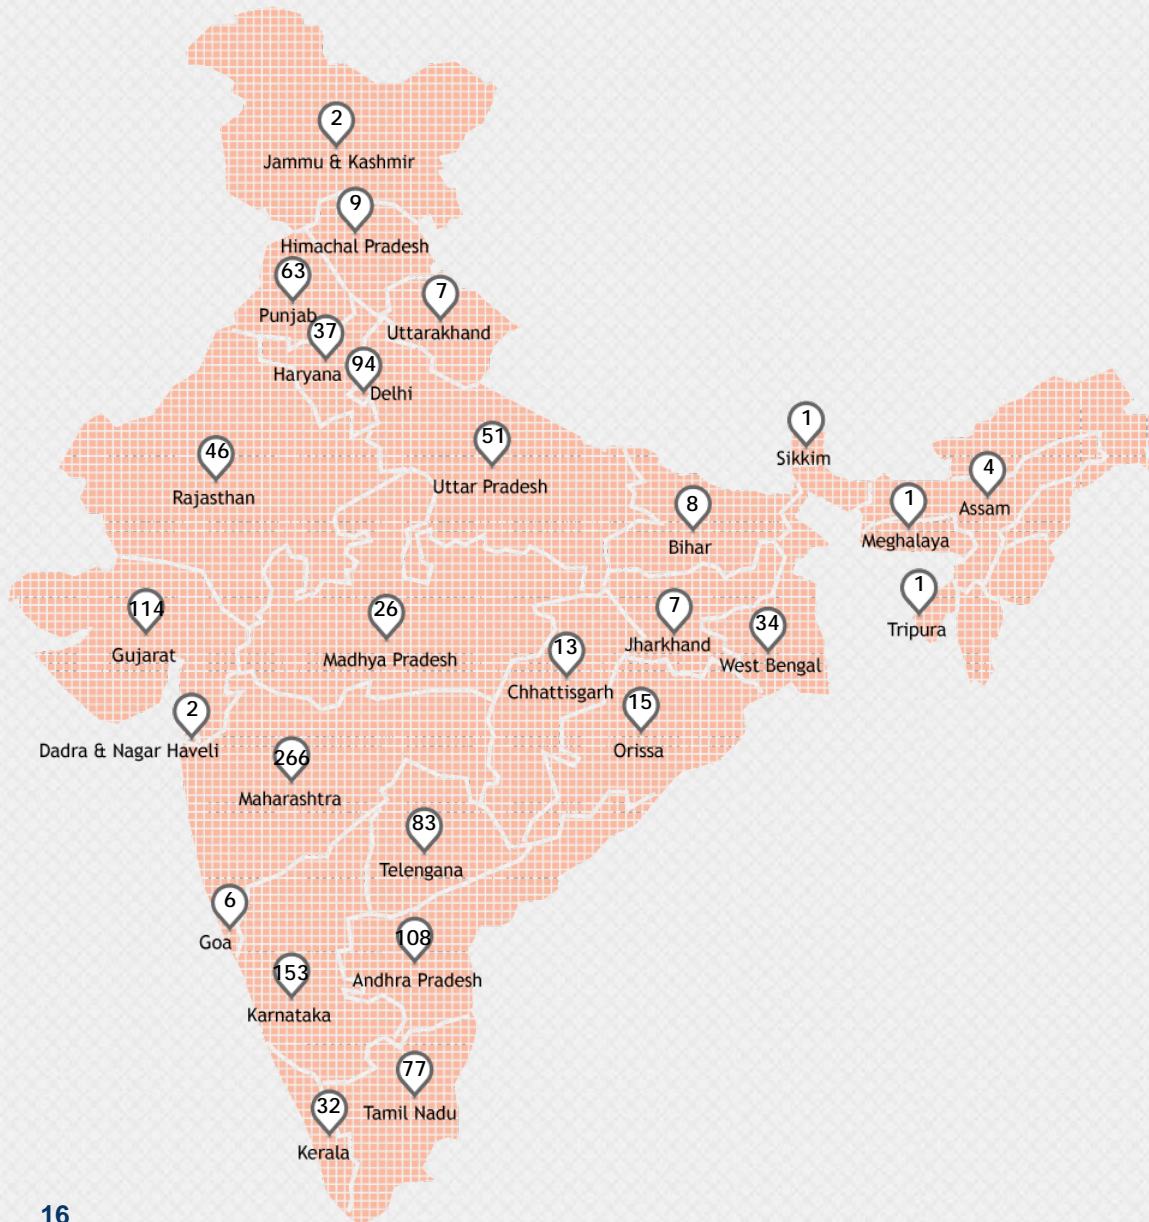 2
Jammu & Kashmir
9
Himachal Pradesh
63
Punjab
7
Uttarakhand
37
Haryana
94
Delhi
46
Rajasthan
51
Uttar Pradesh
1
Sikkim
4
Assam
8
Bihar
1
Meghalaya
1
Tripura
114
Gujarat
26
Madhya Pradesh
7
Jharkhand
34
West Bengal
13
Chhattisgarh
15
Orissa
2
Dadra & Nagar Haveli
266
Maharashtra
83
Telengana
6
Goa
108
Andhra Pradesh
153
Karnataka
77
Tamil Nadu
32
Kerala
16